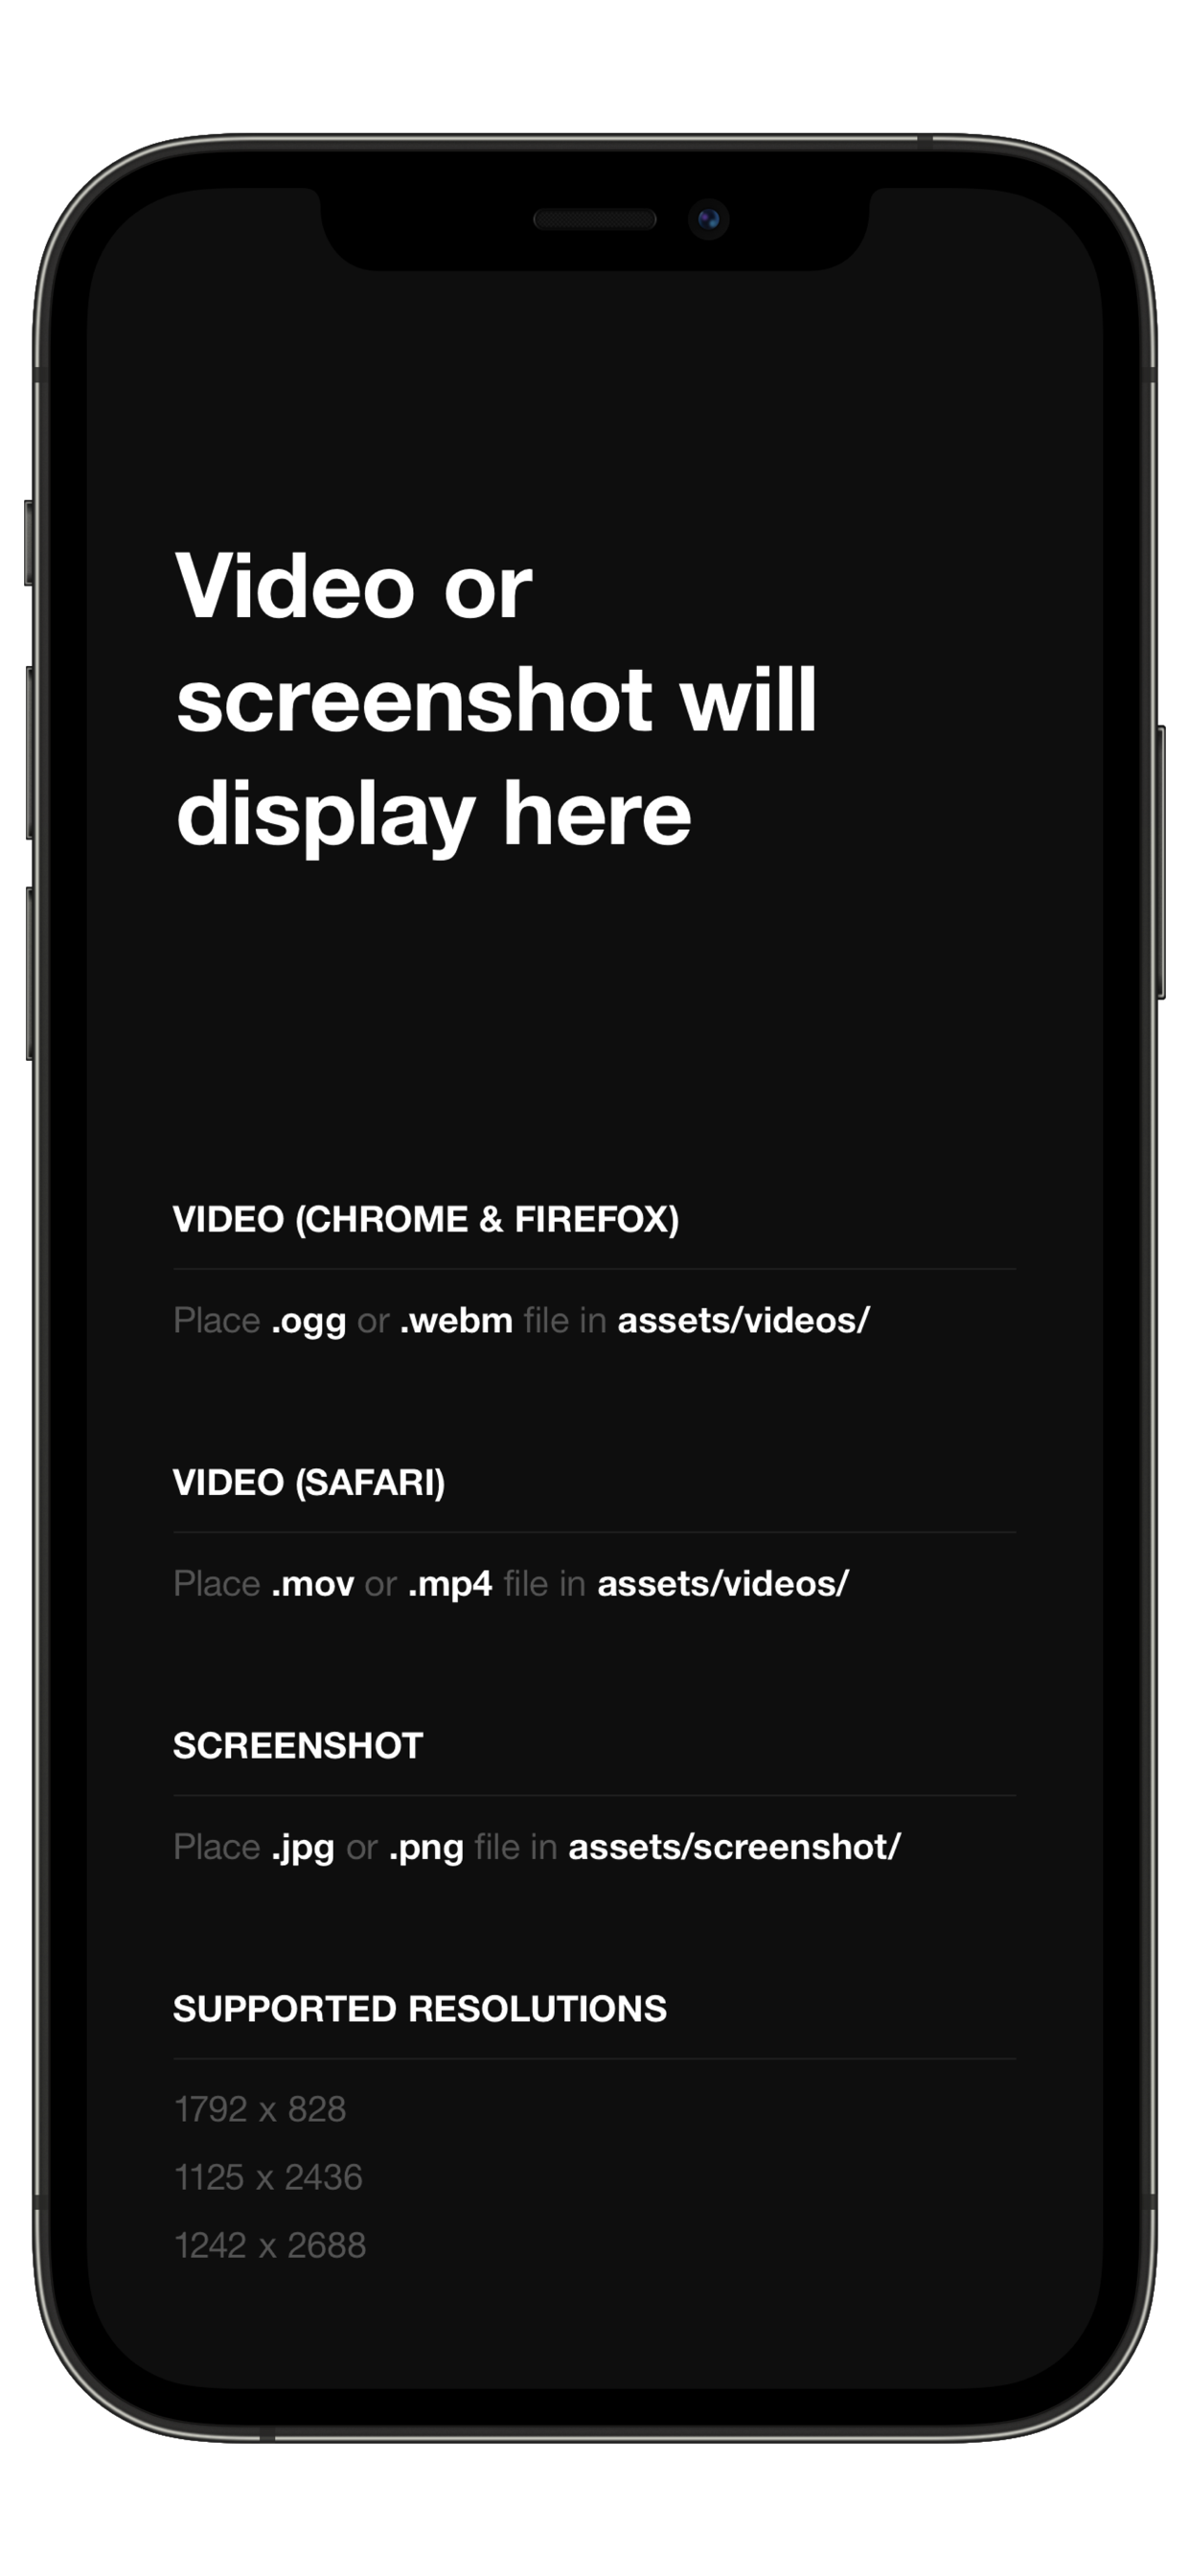 Video or
screenshot will
display here
VIDEO (CHROME & FIREFOX)
Place .ogg or .webm file in assets/videos/
VIDEO (SAFARI)
Place .mov or .mp4 file in assets/videos/
SCREENSHOT
Place .jpg or .png file in assets/screenshot/
SUPPORTED RESOLUTIONS
1792 x 828
1125 x 2436
1242 x 2688